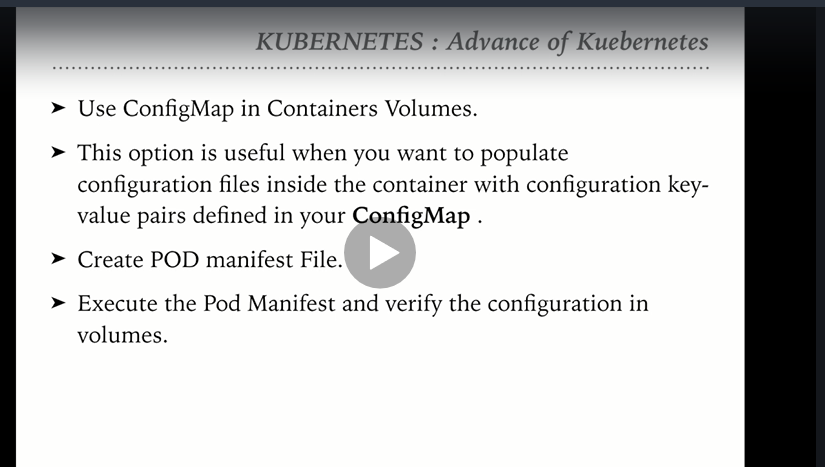 KUBERNETES : Advance of Kuebernetes
➤ Use ConfigMap in Containers Volumes.
➤ This option is useful when you want to populate
configuration files inside the container with configuration key-
value pairs defined in your ConfigMap .
➤ Create POD manifest File.
➤ Execute the Pod Manifest and verify the configuration in
volumes.